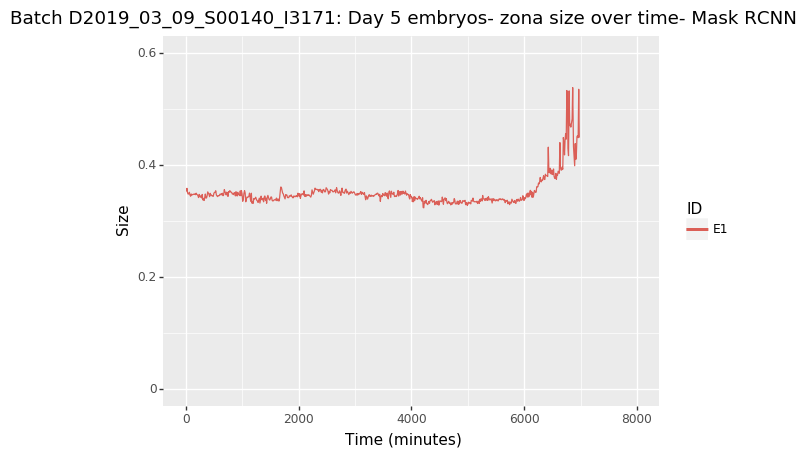 Batch D2019_03_09_S00140_I3171: Day 5 embryos- zona size over time- Mask RCNN
0.6
0.4
0.2
0
Size
0 2000 4000 6000 8000
Time (minutes)
ID
E1